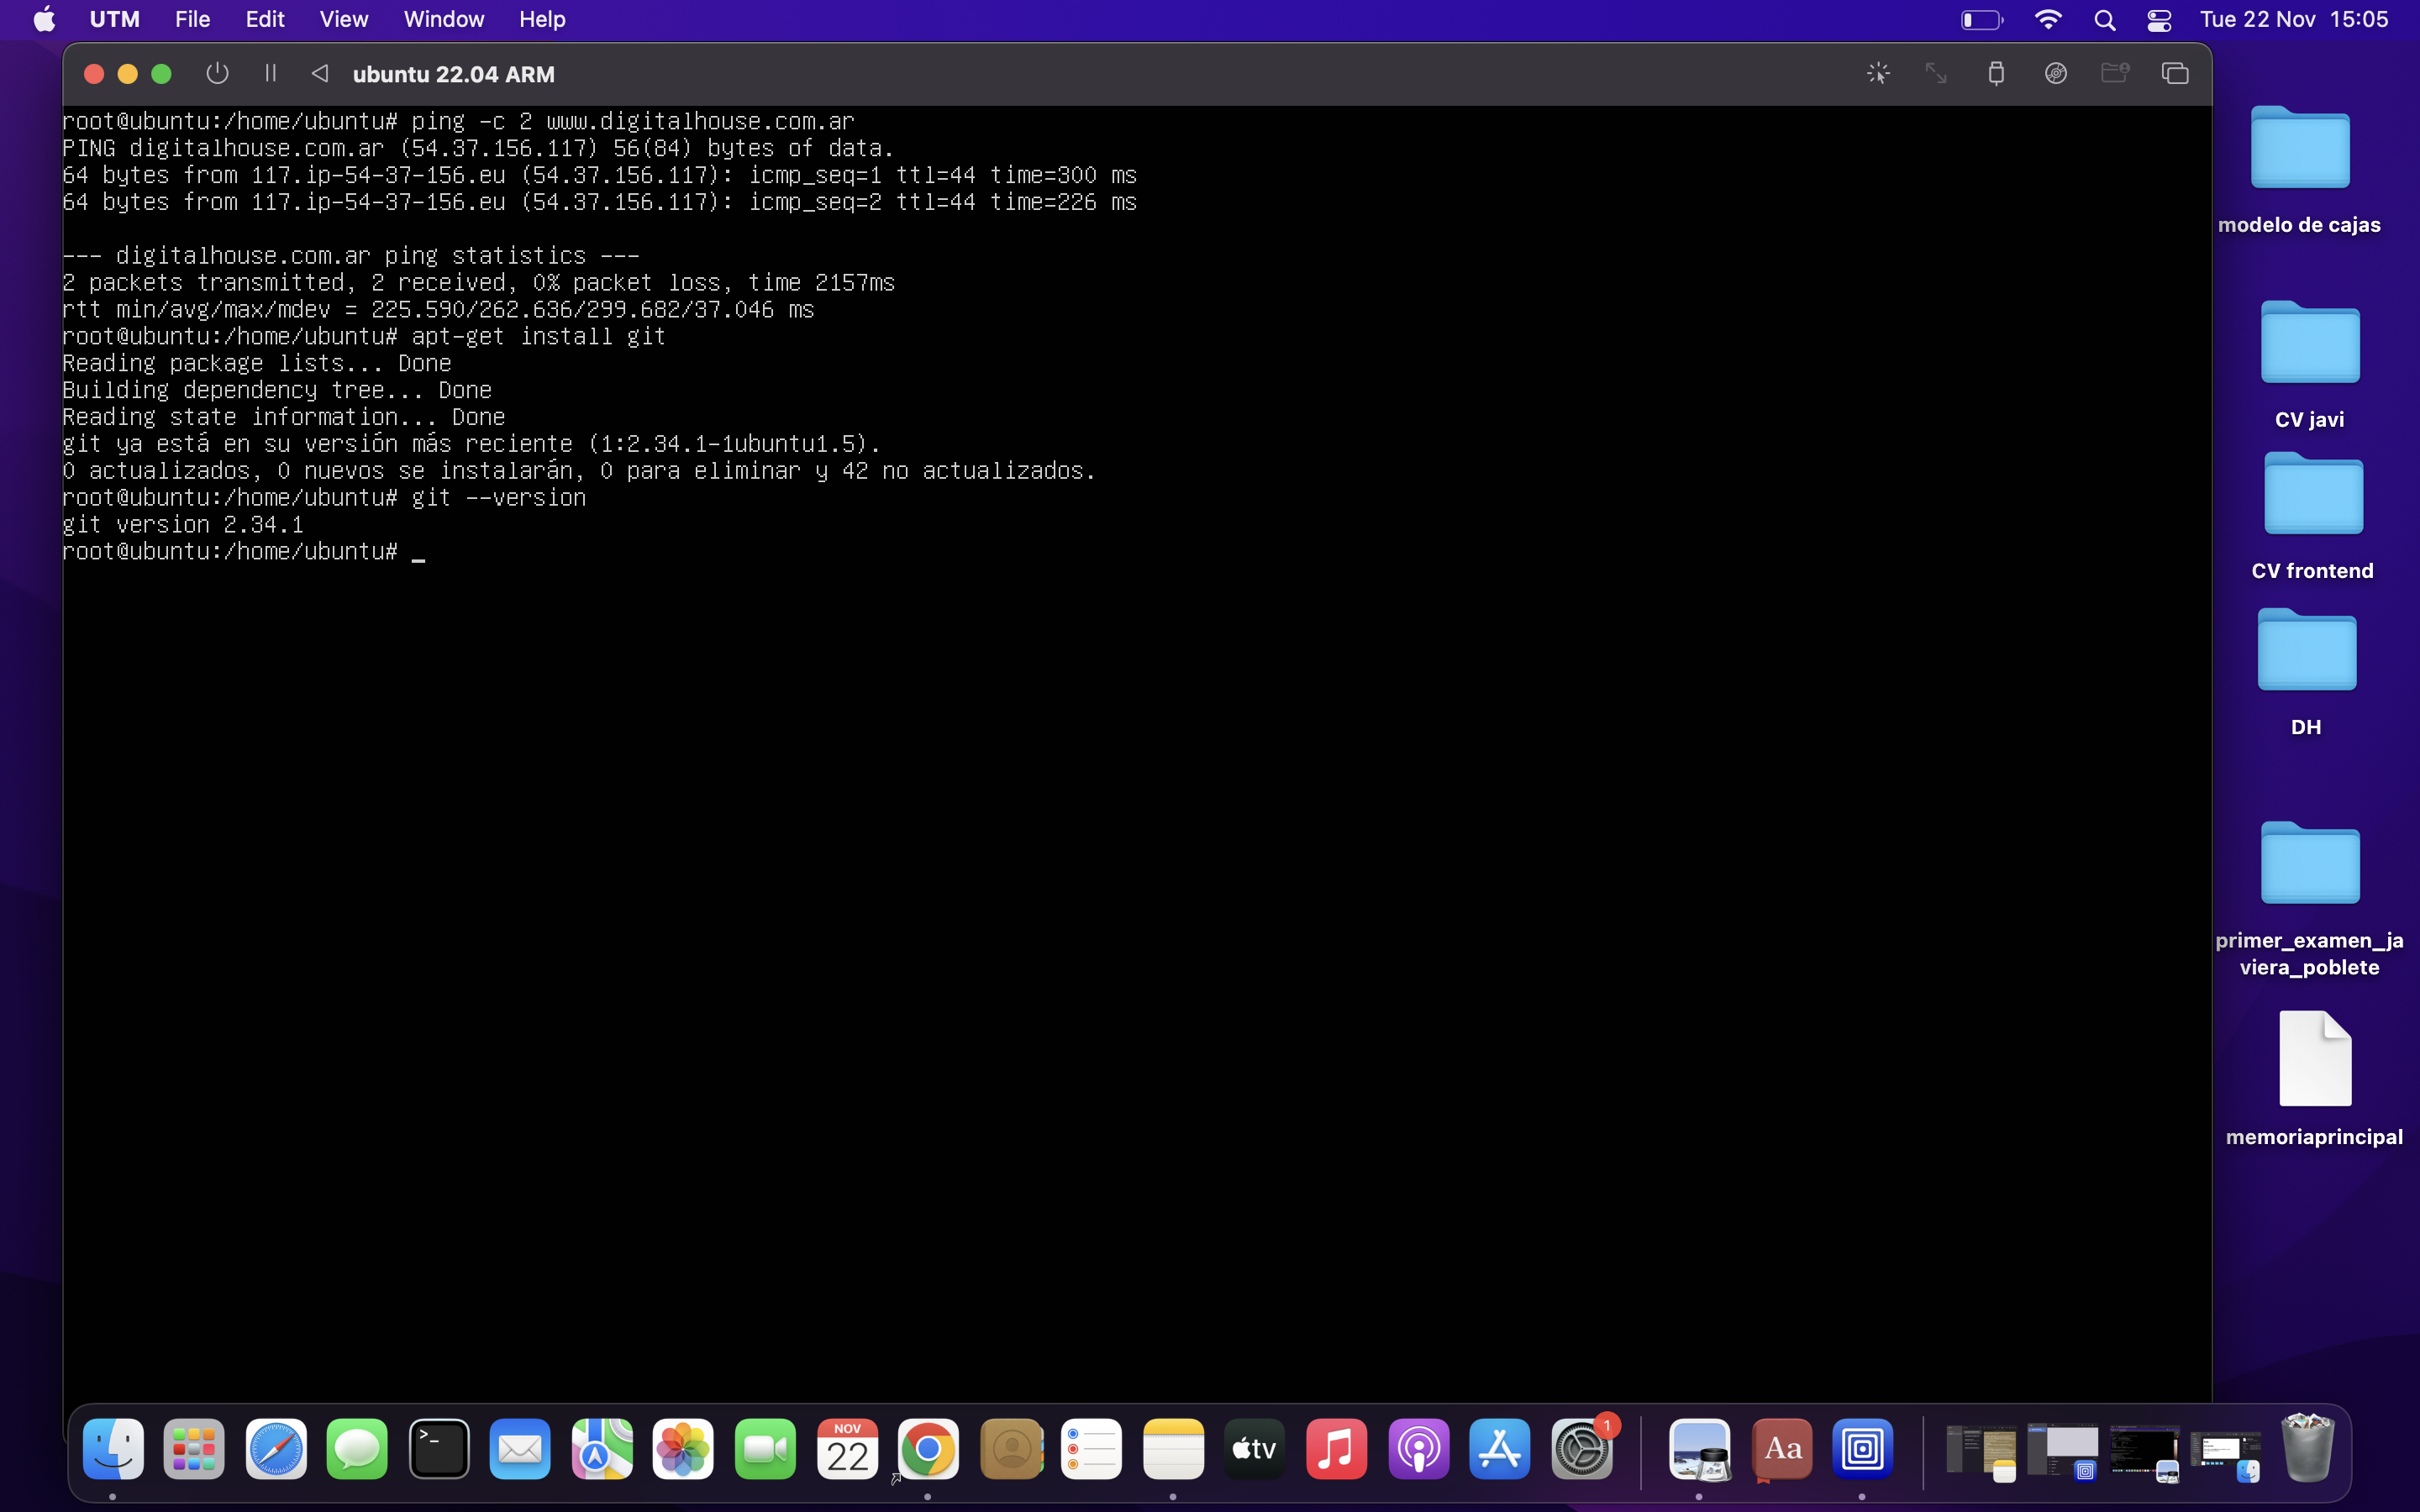 UTM File Edit View Window Help Tue 22 Nov 15:05
ubuntu 22.04 ARM
root@ubuntu:/home/ubuntu# ping -c 2 www.digitalhouse.com.ar
PING digitalhouse.com.ar (54.37.156.117) 56(84) bytes of data.
64 bytes from 117.ip-54-37-156.eu (54.37.156.117): icmp_seq=1 ttl=44 time=300 ms
64 bytes from 117.ip-54-37-156.eu (54.37.156.117): icmp_seq=2 ttl=44 time=226 ms
--- digitalhouse.com.ar ping statistics ---
2 packets transmitted, 2 received, 0% packet loss, time 2157ms
rtt min/avg/max/mdev = 225.590/262.636/299.682/37.046 ms
root@ubuntu:/home/ubuntu# apt-get install git
Reading package lists... Done
Building dependency tree... Done
Reading state information... Done
git ya está en su versión más reciente (1:2.34.1-1ubuntu1.5).
0 actualizados, 0 nuevos se instalarán, 0 para eliminar y 42 no actualizados.
root@ubuntu:/home/ubuntu# git --version
git version 2.34.1
root@ubuntu:/home/ubuntu# _
modelo de cajas
CV javi
CV frontend
DH
primer_examen_ja
viera_poblete
memoriaprincipal
>_
NOV
22
tv
1
Aa